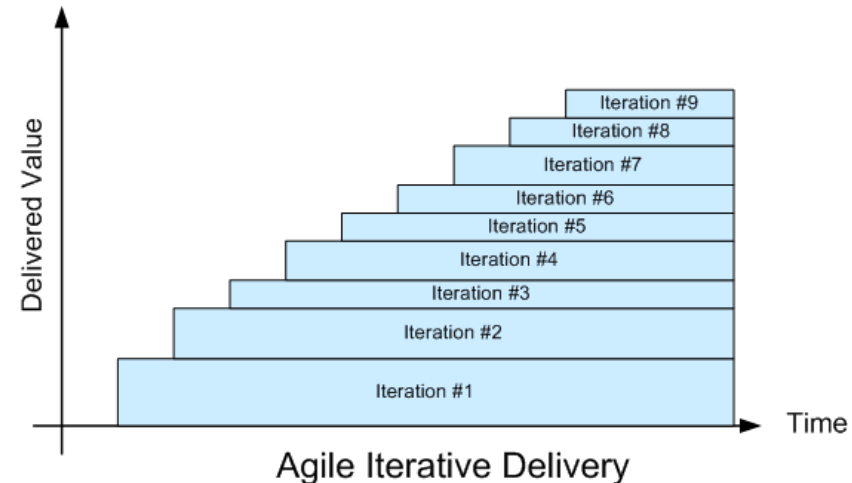 Delivered Value
Iteration #9
Iteration #8
Iteration #7
Iteration #6
Iteration #5
Iteration #4
Iteration #3
Iteration #2
Iteration #1
Time
Agile Iterative Delivery